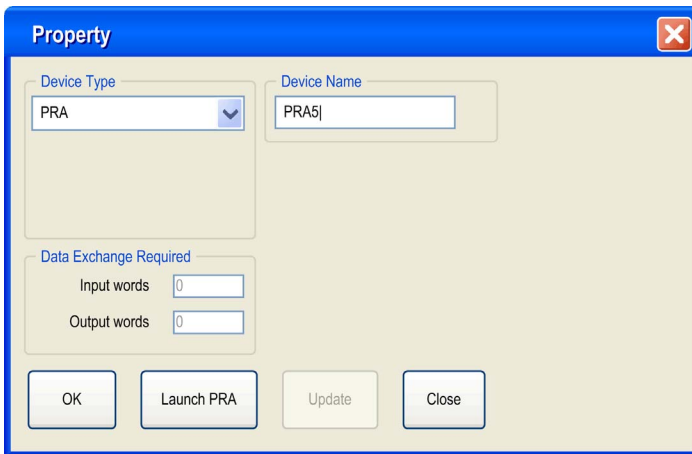 Property
Device Type
Device Name
PRA
PRA5
Data Exchange Required
Input words 0
Output words 0
OK Launch PRA Update Close